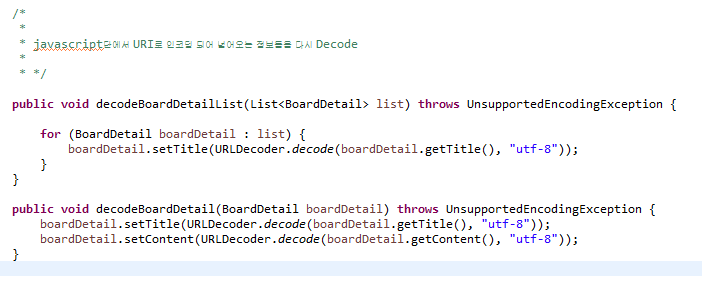 /*
 *
 * javascript단에서 URI로 인코딩 되어 넘어오는 정보들을 다시 Decode
 *
 * */
public void decodeBoardDetailList(List<BoardDetail> list) throws UnsupportedEncodingException {
    for (BoardDetail boardDetail : list) {
        boardDetail.setTitle(URLDecoder.decode(boardDetail.getTitle(), "utf-8"));
    }
}
public void decodeBoardDetail(BoardDetail boardDetail) throws UnsupportedEncodingException {
    boardDetail.setTitle(URLDecoder.decode(boardDetail.getTitle(), "utf-8"));
    boardDetail.setContent(URLDecoder.decode(boardDetail.getContent(), "utf-8"));
}